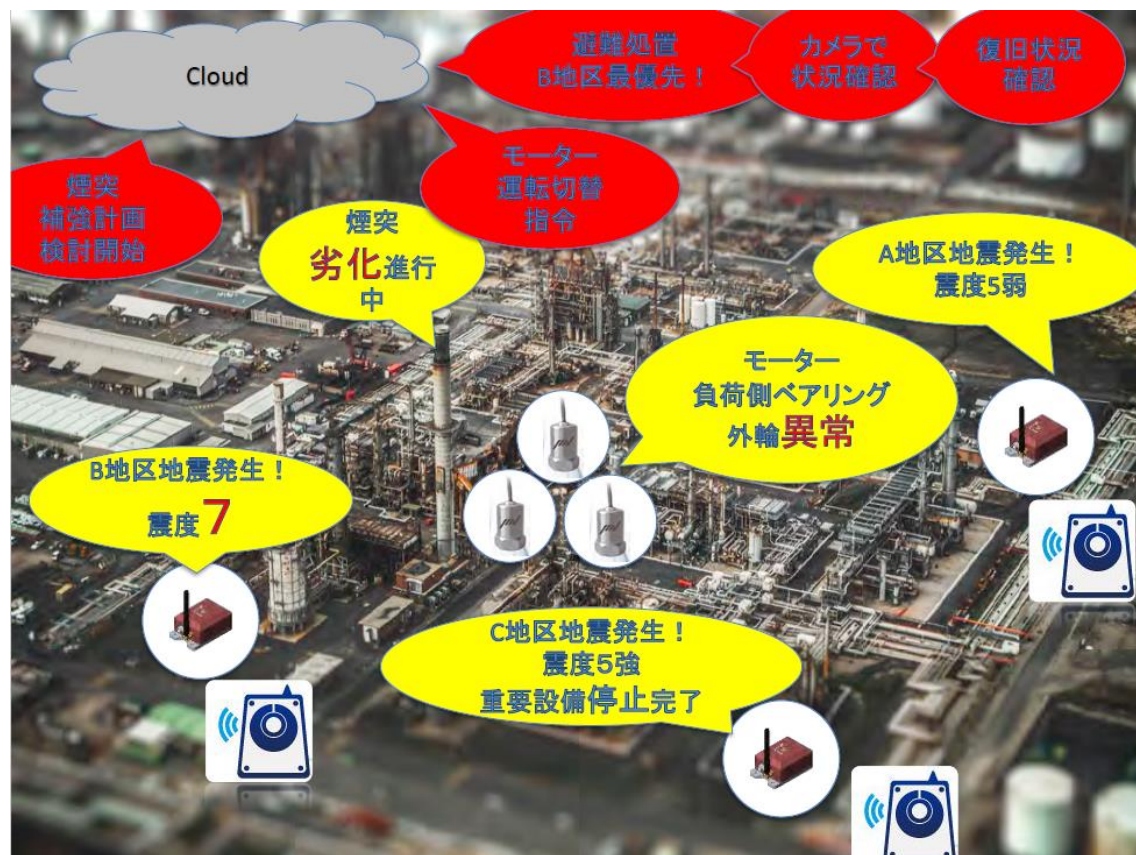 Cloud
避難処置
B地区最優先！
カメラで
状況確認
復旧状況
確認
煙突
補強計画
検討開始
モーター
運転切替
指令
煙突
劣化進行
中
A地区地震発生！
震度5弱
モーター
負荷側ベアリング
外輪異常
B地区地震発生！
震度7
C地区地震発生！
震度5強
重要設備停止完了